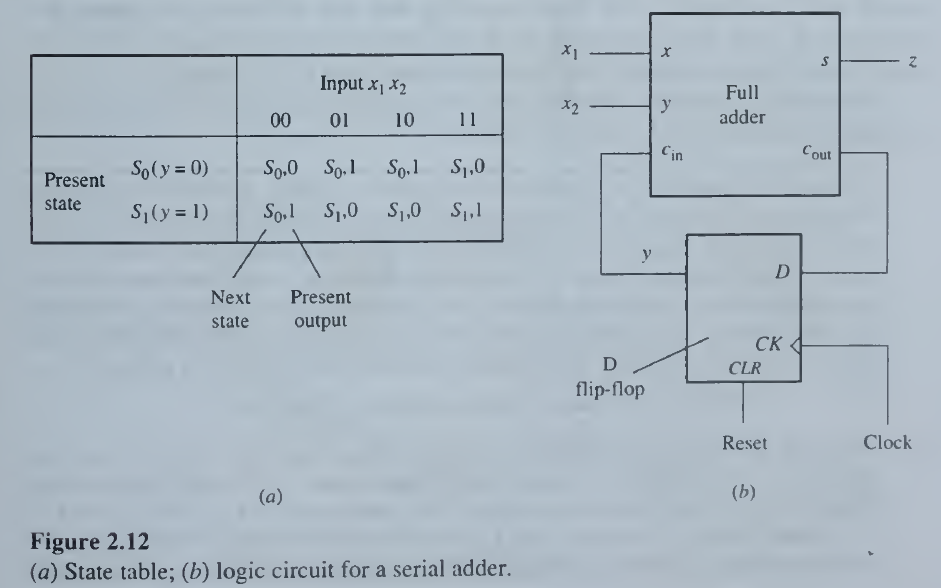 Input x₁ x₂
00 01 10 11
Present state
S₀(y = 0) S₀,0 S₀,1 S₀,1 S₁,0
S₁(y = 1) S₀,1 S₁,0 S₁,0 S₁,1
Next state
Present output
(a)
x₁
x₂
x
y
c_in
Full adder
s
c_out
z
y
D
CK
CLR
D flip-flop
Reset
Clock
(b)
Figure 2.12
(a) State table; (b) logic circuit for a serial adder.